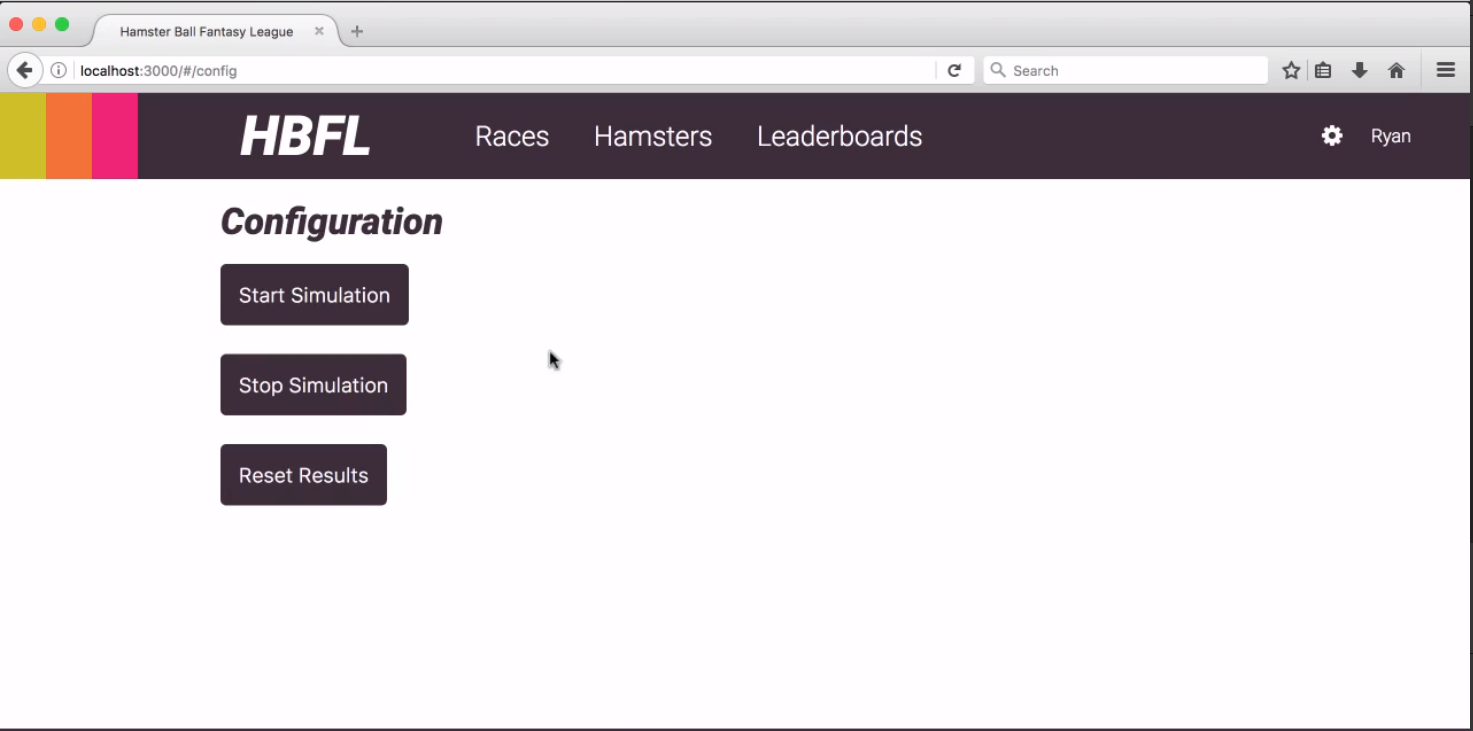 Hamster Ball Fantasy League
localhost:3000/#/config
Search
HBFL Races Hamsters Leaderboards Ryan
Configuration
Start Simulation
Stop Simulation
Reset Results